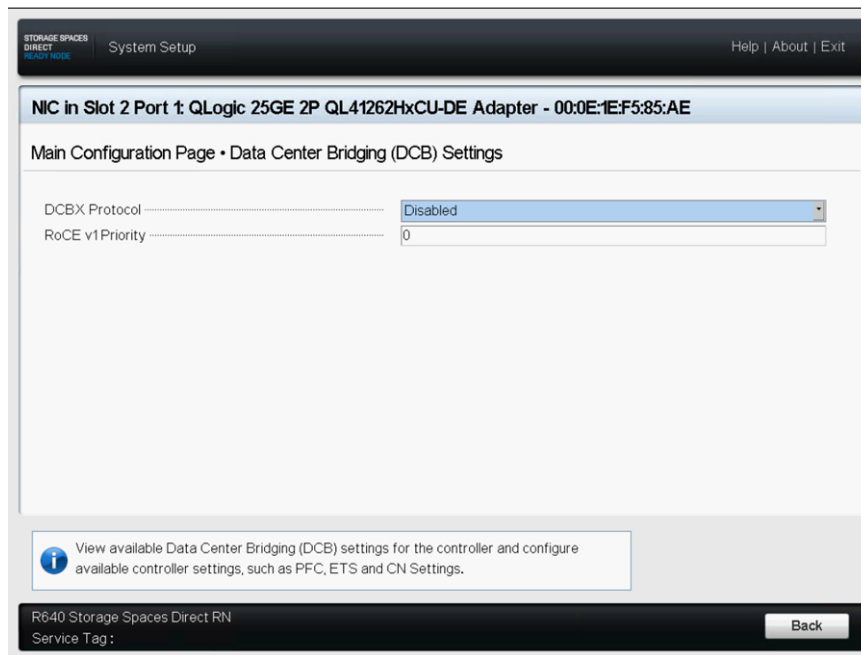 STORAGE SPACES
DIRECT
READY NODE
System Setup
Help | About | Exit
NIC in Slot 2 Port 1: QLogic 25GE 2P QL41262HxCU-DE Adapter - 00:0E:1E:F5:85:AE
Main Configuration Page • Data Center Bridging (DCB) Settings
DCBX Protocol Disabled
RoCE v1 Priority 0
View available Data Center Bridging (DCB) settings for the controller and configure
available controller settings, such as PFC, ETS and CN Settings.
R640 Storage Spaces Direct RN
Service Tag :
Back